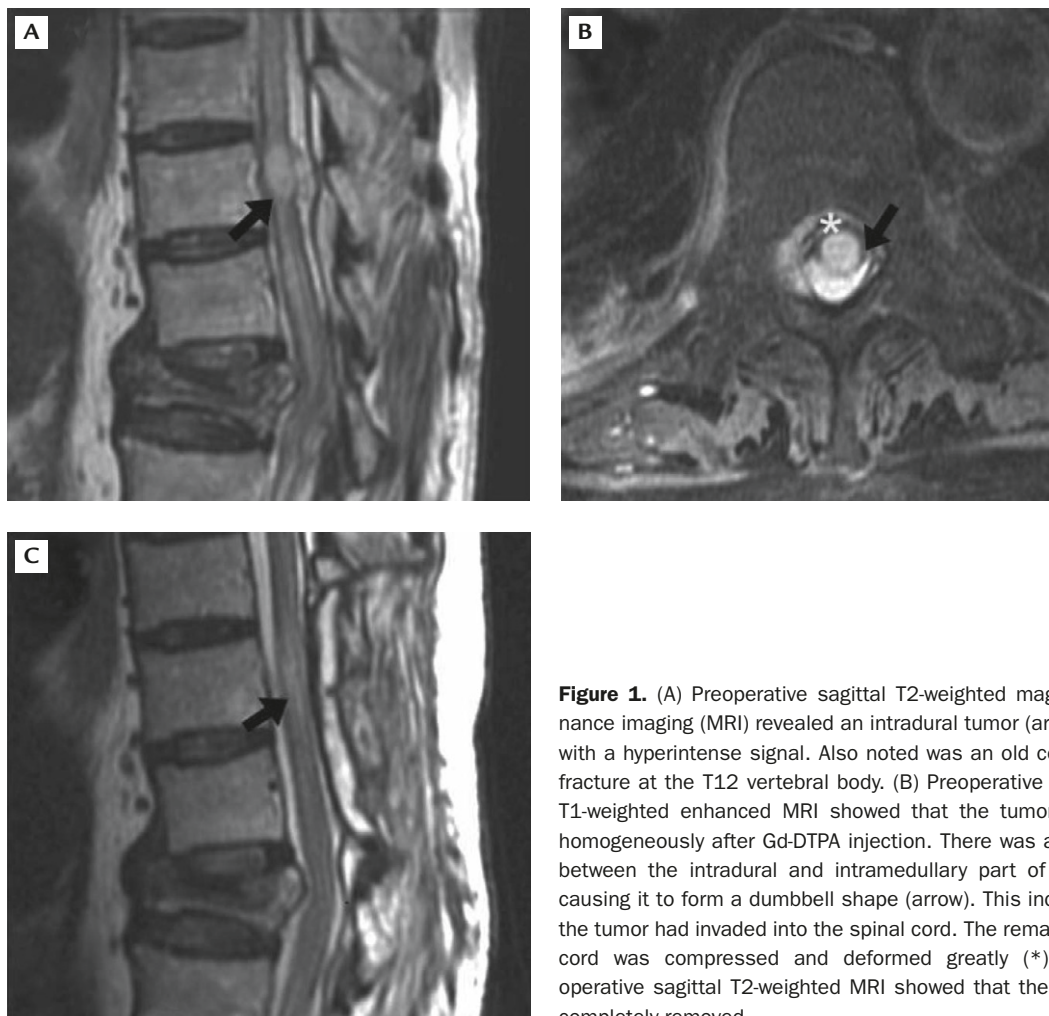 A
B
C
*
Figure 1. (A) Preoperative sagittal T2-weighted mag
nance imaging (MRI) revealed an intradural tumor (ar
with a hyperintense signal. Also noted was an old co
fracture at the T12 vertebral body. (B) Preoperative
T1-weighted enhanced MRI showed that the tumor
homogeneously after Gd-DTPA injection. There was a
between the intradural and intramedullary part of
causing it to form a dumbbell shape (arrow). This inc
the tumor had invaded into the spinal cord. The rema
cord was compressed and deformed greatly (*)
operative sagittal T2-weighted MRI showed that the
completely removed